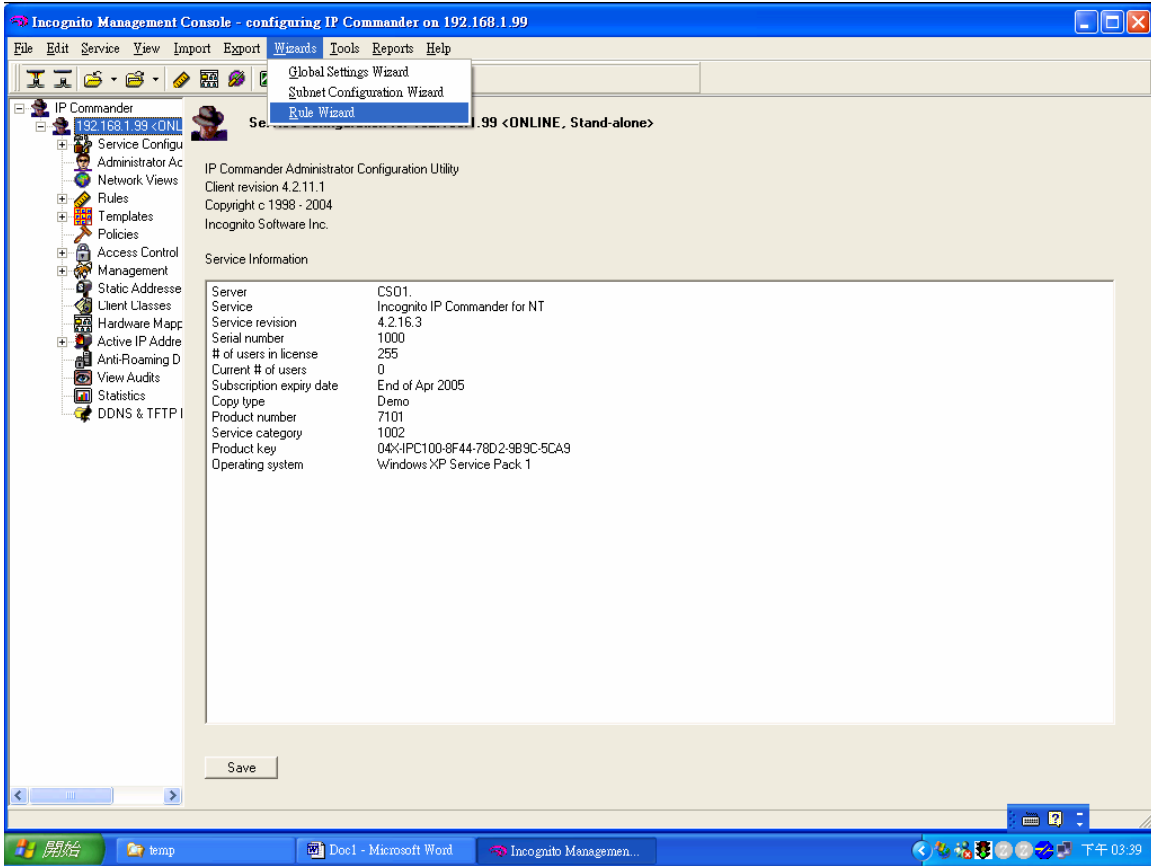 Incognito Management Console - configuring IP Commander on 192.168.1.99
File Edit Service View Import Export Wizards Tools Reports Help
Global Settings Wizard
Subnet Configuration Wizard
Rule Wizard
IP Commander
192.168.1.99 <ONL
Service Configu
Administrator Ac
Network Views
Rules
Templates
Policies
Access Control
Management
Static Addresse
Client Classes
Hardware Mapp
Active IP Addre
Anti-Roaming D
View Audits
Statistics
DDNS & TFTP I
.99 <ONLINE, Stand-alone>
IP Commander Administrator Configuration Utility
Client revision 4.2.11.1
Copyright c 1998 - 2004
Incognito Software Inc.
Service Information
Server CSO1.
Service Incognito IP Commander for NT
Service revision 4.2.16.3
Serial number 1000
# of users in license 255
Current # of users 0
Subscription expiry date End of Apr 2005
Copy type Demo
Product number 7101
Service category 1002
Product key 04X-IPC100-8F44-78D2-9B9C-5CA9
Operating system Windows XP Service Pack 1
Save
開始 temp Doc1 - Microsoft Word Incognito Managemen... 下午 03:39